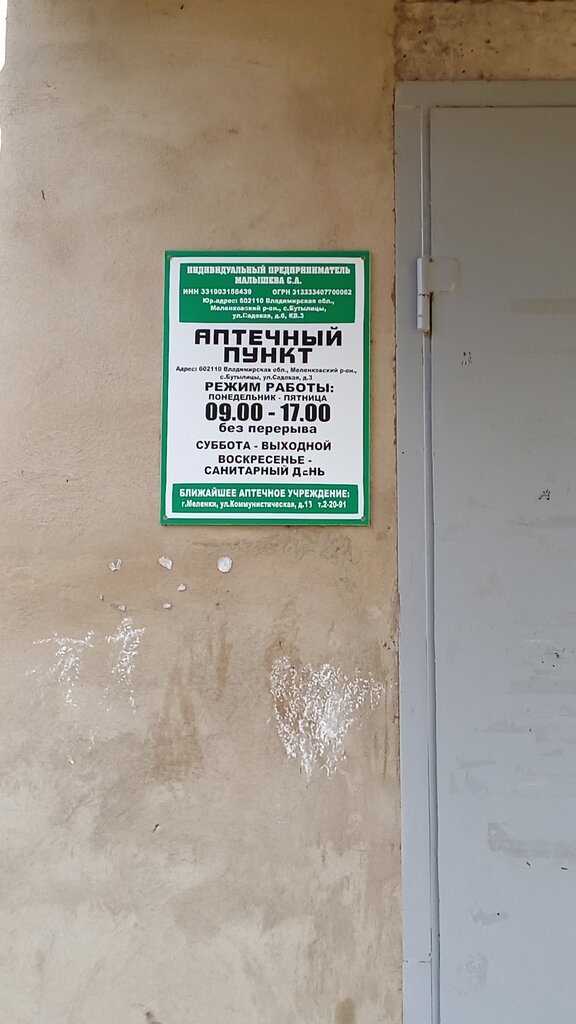 ИНДИВИДУАЛЬНЫЙ ПРЕДПРИНИМАТЕЛЬ
МАЛЫШЕВА С.А.
ИНН 331903156439 ОГРН 313333407700062
Юр.адрес: 602110 Владимирская обл.,
Меленковский р-он., с.Бутылицы,
ул.Садовая, д.6, КВ.3
АПТЕЧНЫЙ
ПУНКТ
Адрес: 602110 Владимирская обл., Меленковский р-он.,
с.Бутылицы, ул.Садовая, д.3
РЕЖИМ РАБОТЫ:
ПОНЕДЕЛЬНИК - ПЯТНИЦА
09.00 - 17.00
без перерыва
СУББОТА - ВЫХОДНОЙ
ВОСКРЕСЕНЬЕ -
САНИТАРНЫЙ ДЕНЬ
БЛИЖАЙШЕЕ АПТЕЧНОЕ УЧРЕЖДЕНИЕ:
г.Меленки, ул.Коммунистическая, д.13 т.2-20-91